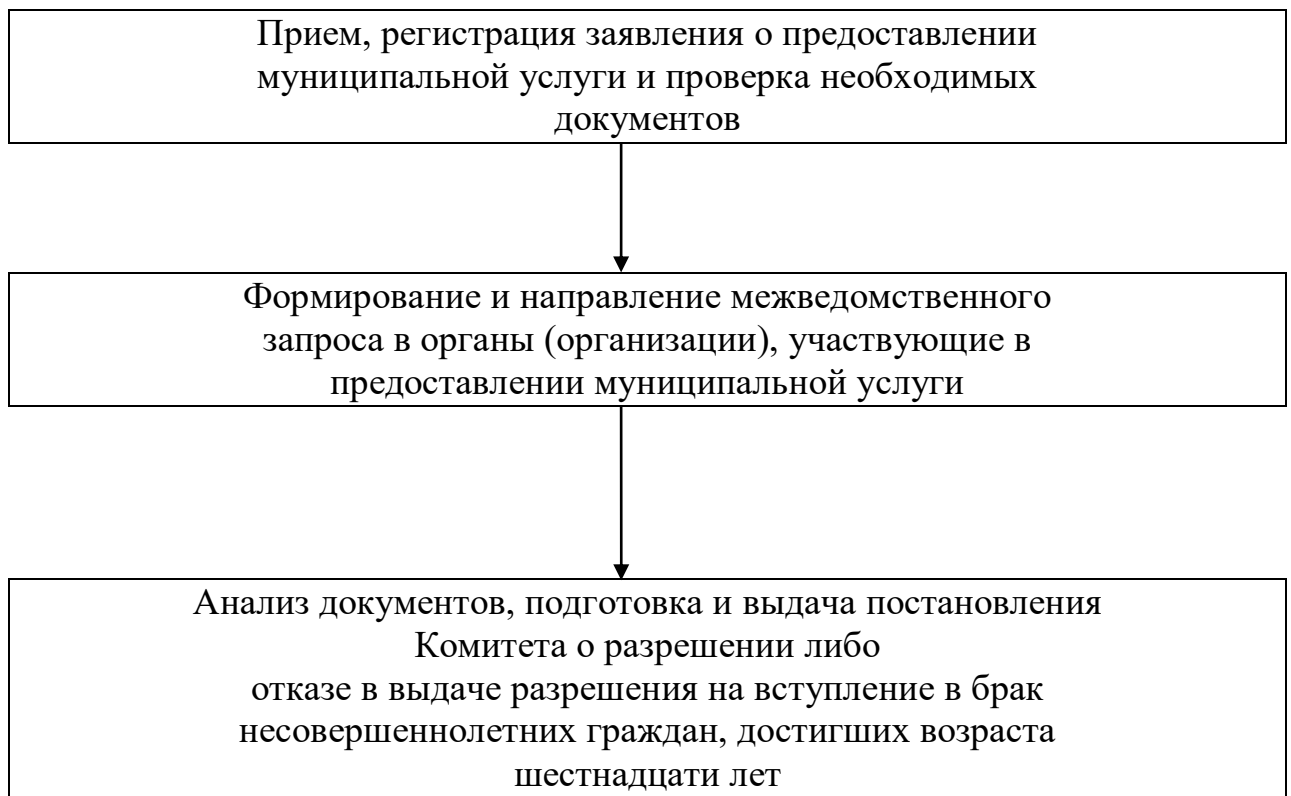 Прием, регистрация заявления о предоставлении
муниципальной услуги и проверка необходимых
документов
Формирование и направление межведомственного
запроса в органы (организации), участвующие в
предоставлении муниципальной услуги
Анализ документов, подготовка и выдача постановления
Комитета о разрешении либо
отказе в выдаче разрешения на вступление в брак
несовершеннолетних граждан, достигших возраста
шестнадцати лет